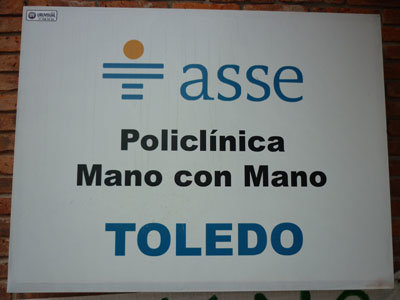 asse
Policlínica
Mano con Mano
TOLEDO